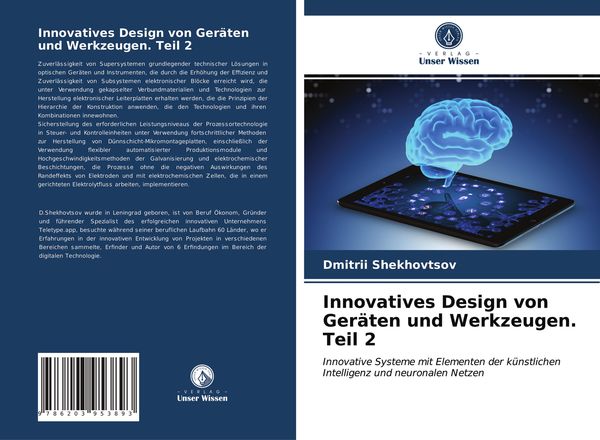 Innovatives Design von Geräten
und Werkzeugen. Teil 2
Zuverlässigkeit von Supersystemen grundlegender technischer Lösungen in
optischen Geräten und Instrumenten, die durch die Erhöhung der Effizienz und
Zuverlässigkeit von Subsystemen elektronischer Blöcke erreicht wird, die
unter Verwendung gekapselter Verbundmaterialien und Technologien zur
Herstellung elektronischer Leiterplatten erhalten werden, die die Prinzipien der
Hierarchie der Konstruktion anwenden, die den Technologien und ihren
Kombinationen innewohnen.
Sicherstellung des erforderlichen Leistungsniveaus der Prozessortechnologie
in Steuer- und Kontrolleinheiten unter Verwendung fortschrittlicher Methoden
zur Herstellung von Dünnschicht-Mikromontageplatten, einschließlich der
Verwendung flexibler automatisierter Produktionsmodule und
Hochgeschwindigkeitsmethoden der Galvanisierung und elektrochemischer
Beschichtungen, die Prozesse ohne die negativen Auswirkungen des
Randeffekts von Elektroden und mit elektrochemischen Zellen, die in einem
gerichteten Elektrolytfluss arbeiten, implementieren.
D.Shekhovtsov wurde in Leningrad geboren, ist von Beruf Ökonom, Gründer
und führender Spezialist des erfolgreichen innovativen Unternehmens
Teletype.app, besuchte während seiner beruflichen Laufbahn 60 Länder, wo er
Erfahrungen in der innovativen Entwicklung von Projekten in verschiedenen
Bereichen sammelte, Erfinder und Autor von 6 Erfindungen im Bereich der
digitalen Technologie.
9 786203 953893
VERLAG
Unser Wissen
VERLAG
Unser Wissen
Dmitrii Shekhovtsov
Innovatives Design von
Geräten und Werkzeugen.
Teil 2
Innovative Systeme mit Elementen der künstlichen
Intelligenz und neuronalen Netzen